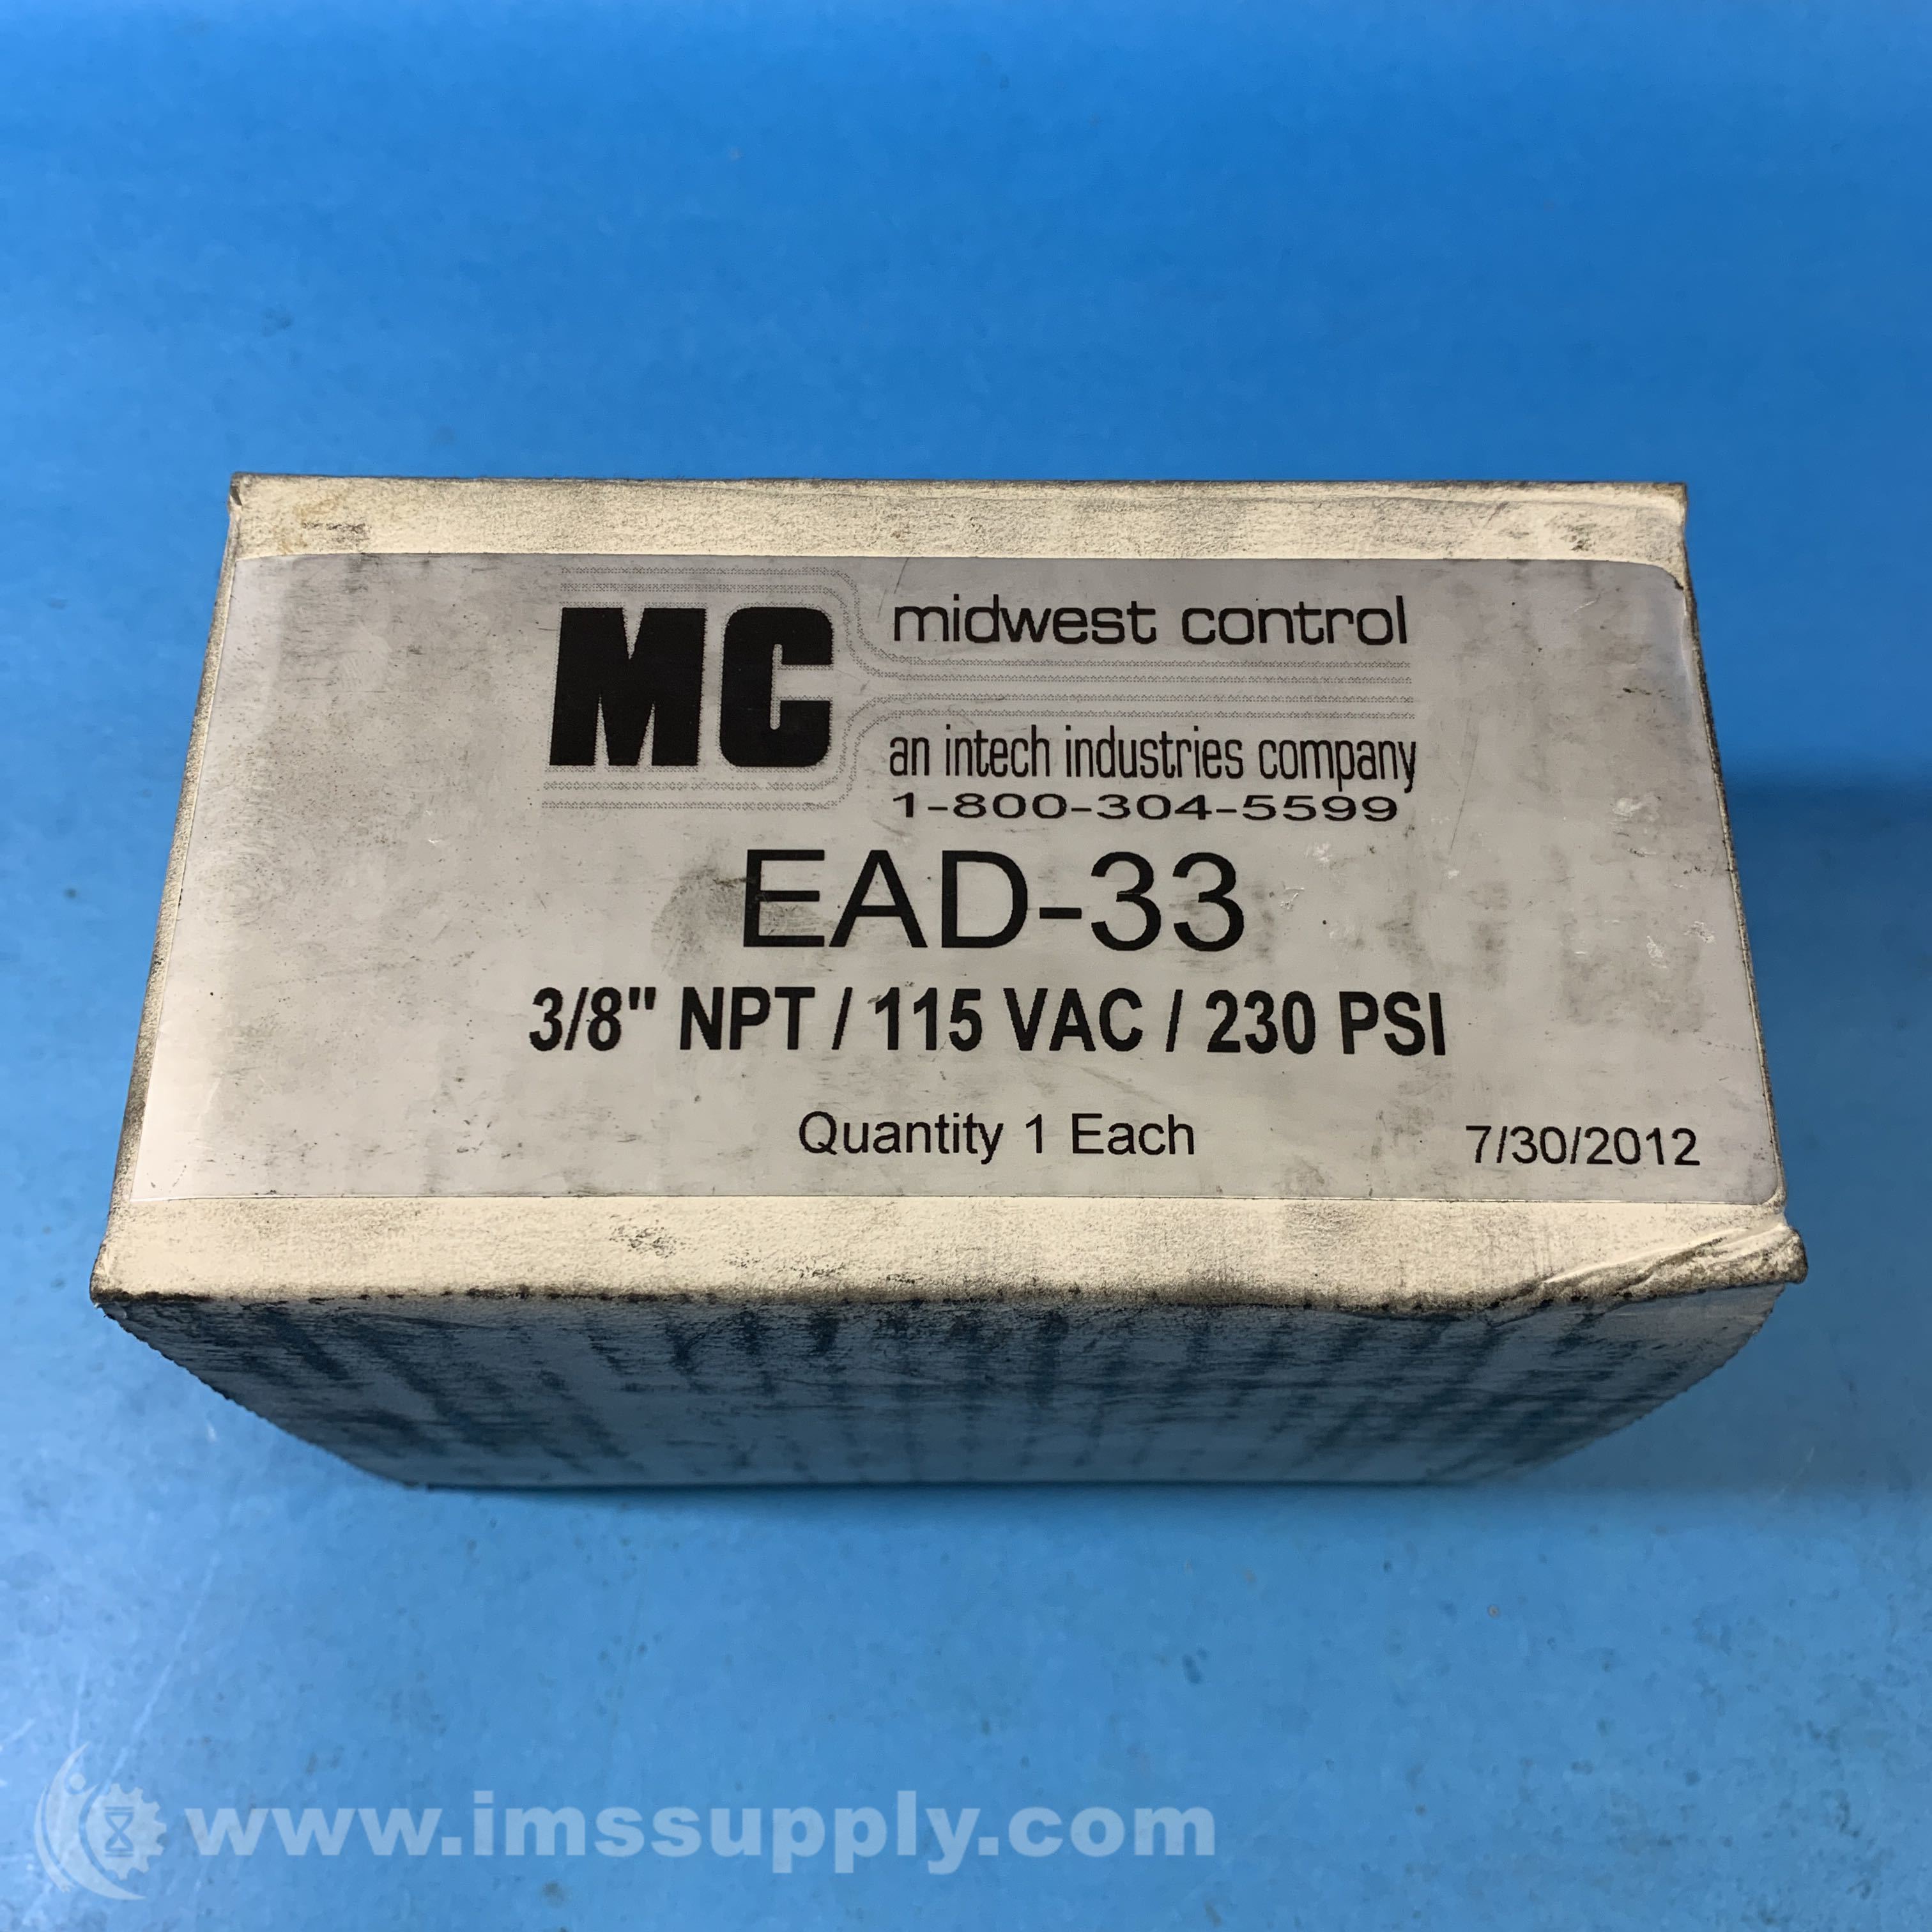 MC
midwest control
an intech industries company
1-800-304-5599
EAD-33
3/8" NPT / 115 VAC / 230 PSI
Quantity 1 Each
7/30/2012
www.imssupply.com